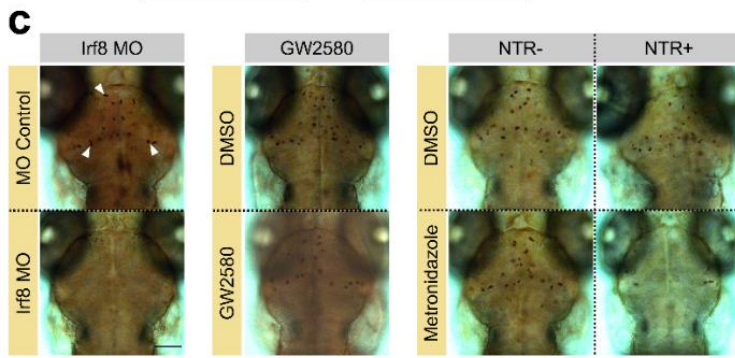 C
Irf8 MO
GW2580
NTR-
NTR+
MO Control
DMSO
DMSO
Irf8 MO
GW2580
Metronidazole